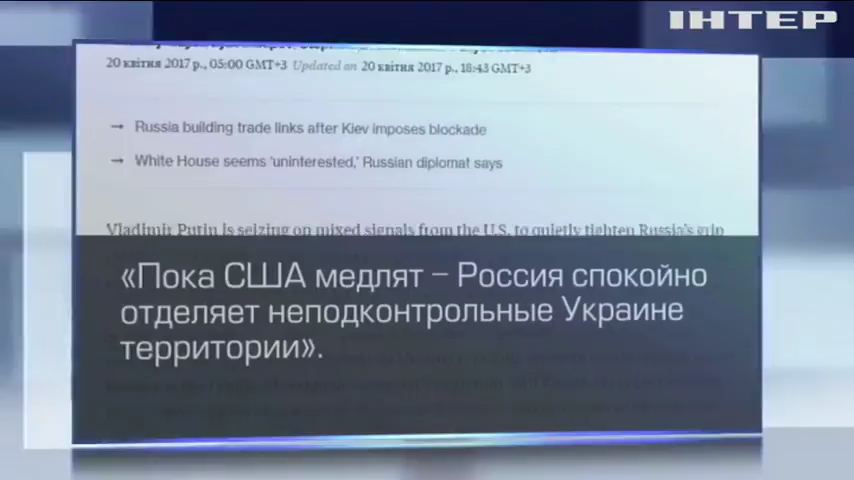 ІНТЕР
20 квітня 2017 р., 05:00 GMT+3 Updated on 20 квітня 2017 р., 18:43 GMT+3
→ Russia building trade links after Kiev imposes blockade
→ White House seems 'uninterested,' Russian diplomat says
Vladimir Putin is seizing on mixed signals from the U.S. to quietly tighten Russia's grip
«Пока США медлят – Россия спокойно
отделяет неподконтрольные Украине
территории».